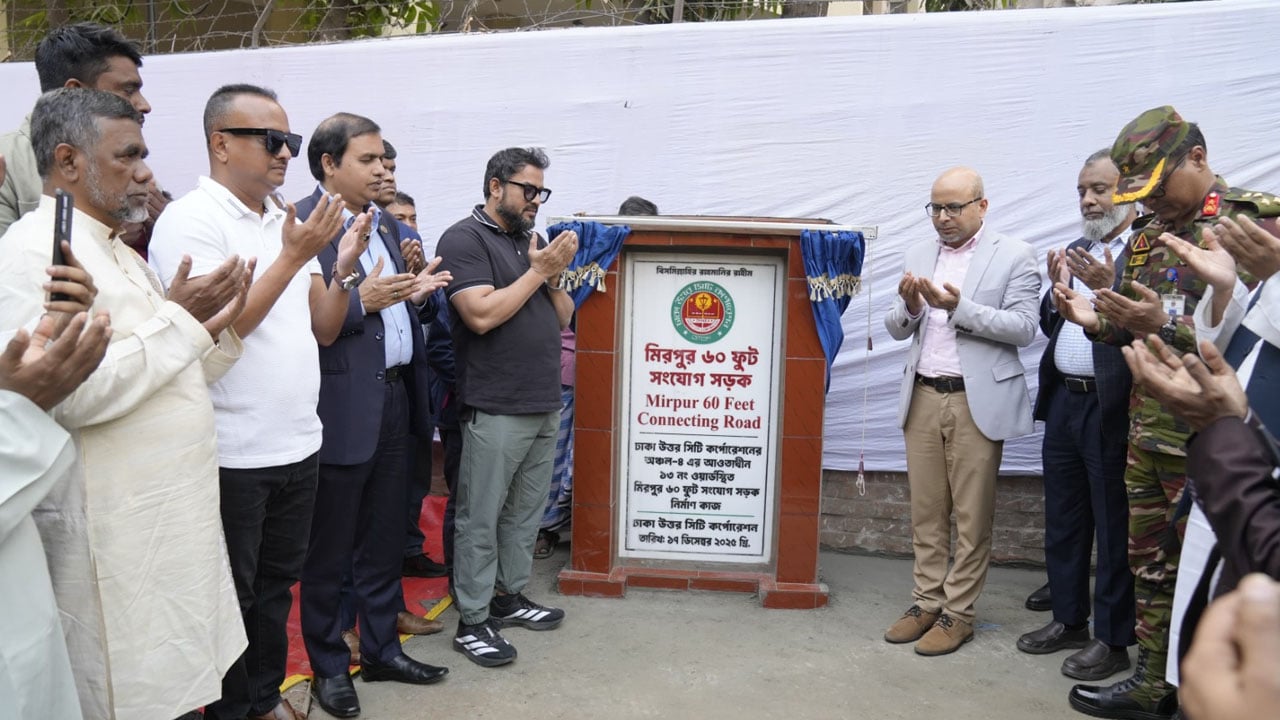 বিসমিল্লাহির রাহমানির রাহীম
মিরপুর ৬০ ফুট
সংযোগ সড়ক
Mirpur 60 Feet
Connecting Road
ঢাকা উত্তর সিটি কর্পোরেশনের
অঞ্চল-৪ এর আওতাধীন
১৩ নং ওয়ার্ডস্থিত
মিরপুর ৬০ ফুট সংযোগ সড়ক
নির্মাণ কাজ
ঢাকা উত্তর সিটি কর্পোরেশন
তারিখ: ১৭ ডিসেম্বর ২০২৫ খ্রি.